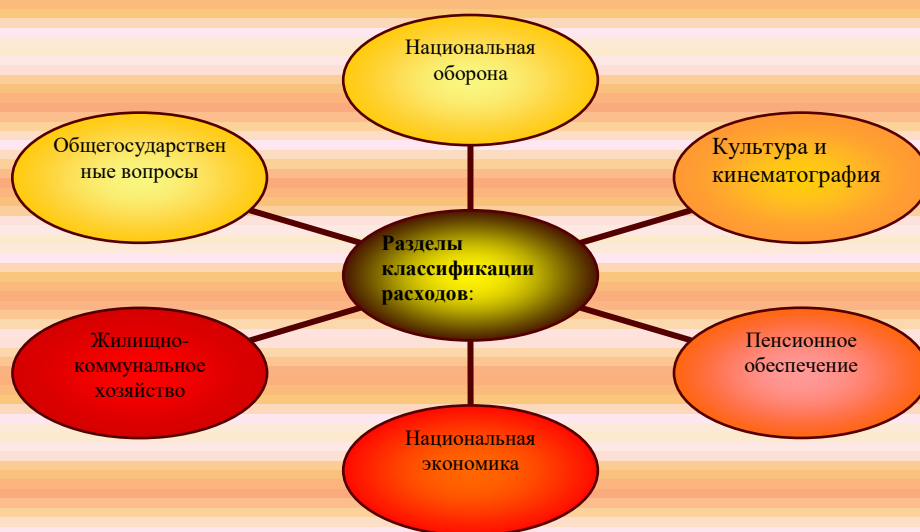 Национальная
оборона
Общегосударствен
ные вопросы
Культура и
кинематография
Разделы
классификации
расходов:
Жилищно-
коммунальное
хозяйство
Пенсионное
обеспечение
Национальная
экономика